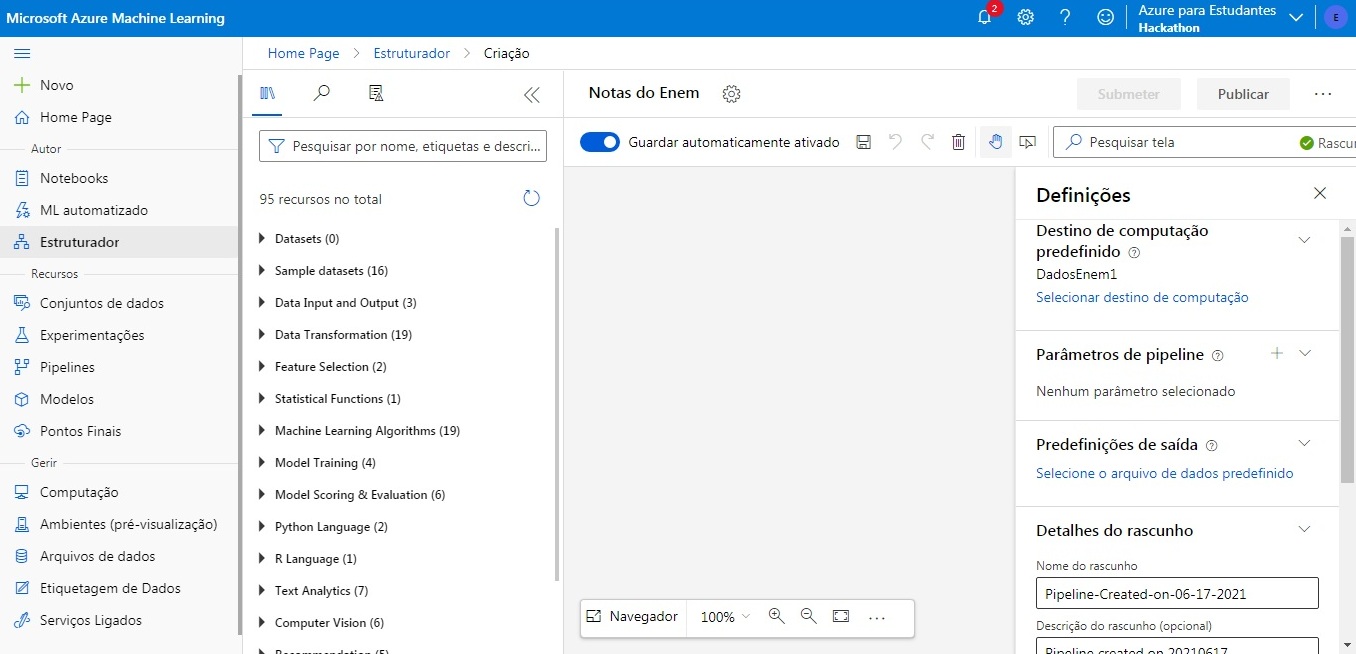 Microsoft Azure Machine Learning
2
Azure para Estudantes
Hackathon
E
Novo
Home Page
Autor
Notebooks
ML automatizado
Estruturador
Recursos
Conjuntos de dados
Experimentações
Pipelines
Modelos
Pontos Finais
Gerir
Computação
Ambientes (pré-visualização)
Arquivos de dados
Etiquetagem de Dados
Serviços Ligados
Home Page > Estruturador > Criação
Pesquisar por nome, etiquetas e descri...
95 recursos no total
Datasets (0)
Sample datasets (16)
Data Input and Output (3)
Data Transformation (19)
Feature Selection (2)
Statistical Functions (1)
Machine Learning Algorithms (19)
Model Training (4)
Model Scoring & Evaluation (6)
Python Language (2)
R Language (1)
Text Analytics (7)
Computer Vision (6)
Recommendation (5)
Notas do Enem
Submeter
Publicar
Guardar automaticamente ativado
Pesquisar tela
Rascu
Navegador
100%
Definições
Destino de computação
predefinido
DadosEnem1
Selecionar destino de computação
Parâmetros de pipeline
Nenhum parâmetro selecionado
Predefinições de saída
Selecione o arquivo de dados predefinido
Detalhes do rascunho
Nome do rascunho
Pipeline-Created-on-06-17-2021
Descrição do rascunho (opcional)
Pipeline created on 20210617